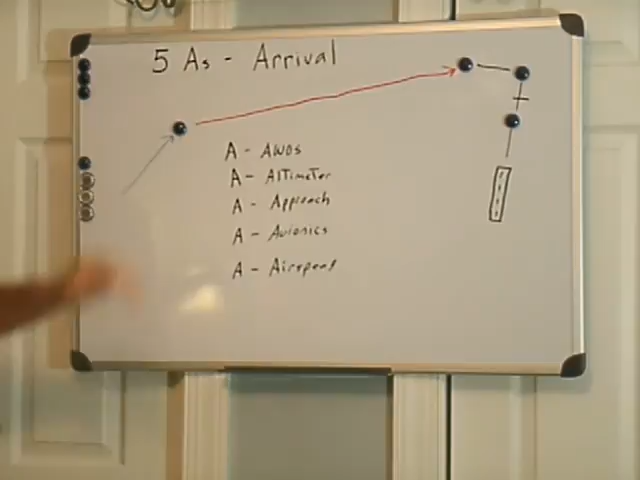 5 As - Arrival
A - AWOS
A - Altimeter
A - Approach
A - Avionics
A - Airspeed